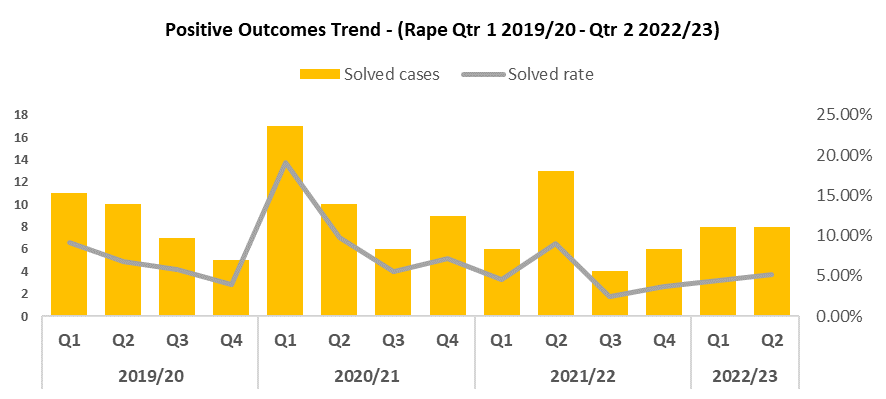 Positive Outcomes Trend - (Rape Qtr 1 2019/20 - Qtr 2 2022/23)
Solved cases Solved rate
18 25.00%
16
14 20.00%
12
10 15.00%
8 10.00%
6
4 5.00%
2
0 0.00%
Q1 Q2 Q3 Q4 Q1 Q2 Q3 Q4 Q1 Q2 Q3 Q4 Q1 Q2
2019/20 2020/21 2021/22 2022/23